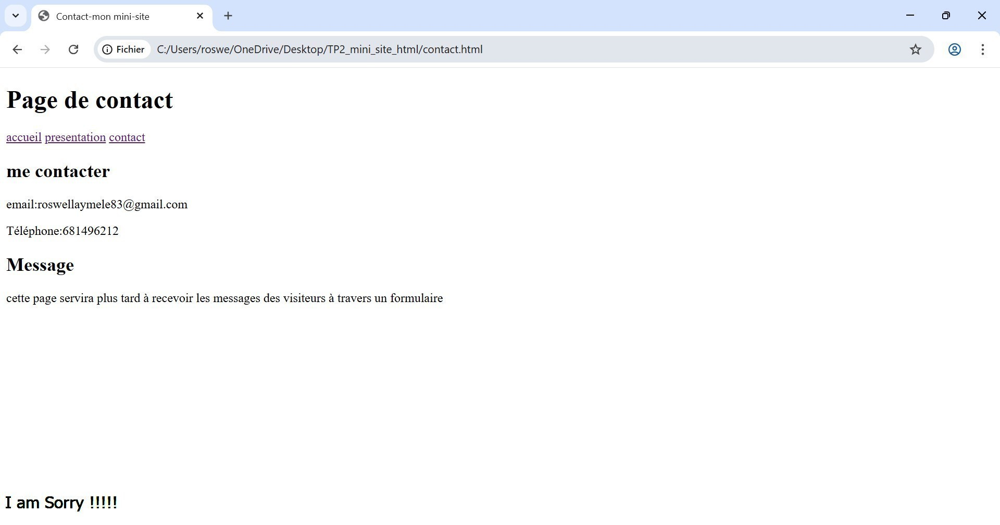 Contact-mon mini-site
Fichier C:/Users/roswe/OneDrive/Desktop/TP2_mini_site_html/contact.html
Page de contact
accueil presentation contact
me contacter
email:roswellaymele83@gmail.com
Téléphone:681496212
Message
cette page servira plus tard à recevoir les messages des visiteurs à travers un formulaire
I am Sorry !!!!!